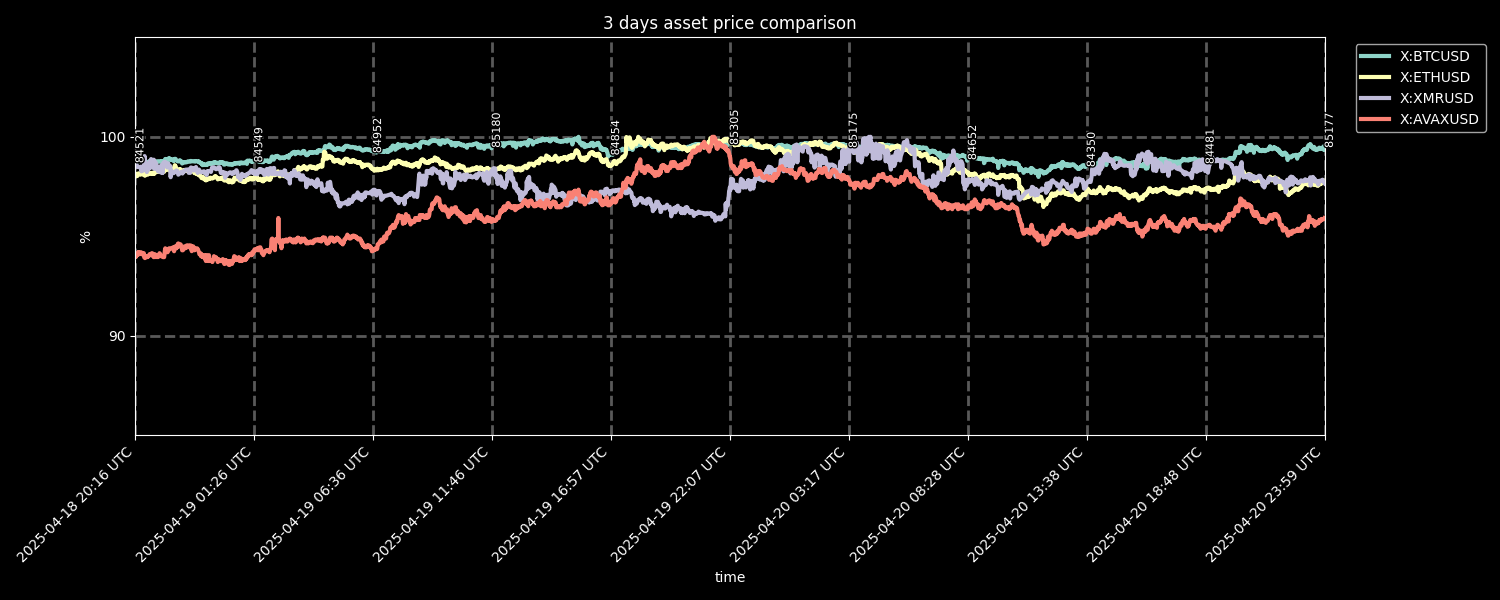 3 days asset price comparison
X:BTCUSD
X:ETHUSD
X:XMRUSD
X:AVAXUSD
100
90
%
84521
84549
84952
85180
84854
85305
85175
84652
84350
84481
85177
2025-04-18 20:16 UTC
2025-04-19 01:26 UTC
2025-04-19 06:36 UTC
2025-04-19 11:46 UTC
2025-04-19 16:57 UTC
2025-04-19 22:07 UTC
2025-04-20 03:17 UTC
2025-04-20 08:28 UTC
2025-04-20 13:38 UTC
2025-04-20 18:48 UTC
2025-04-20 23:59 UTC
time